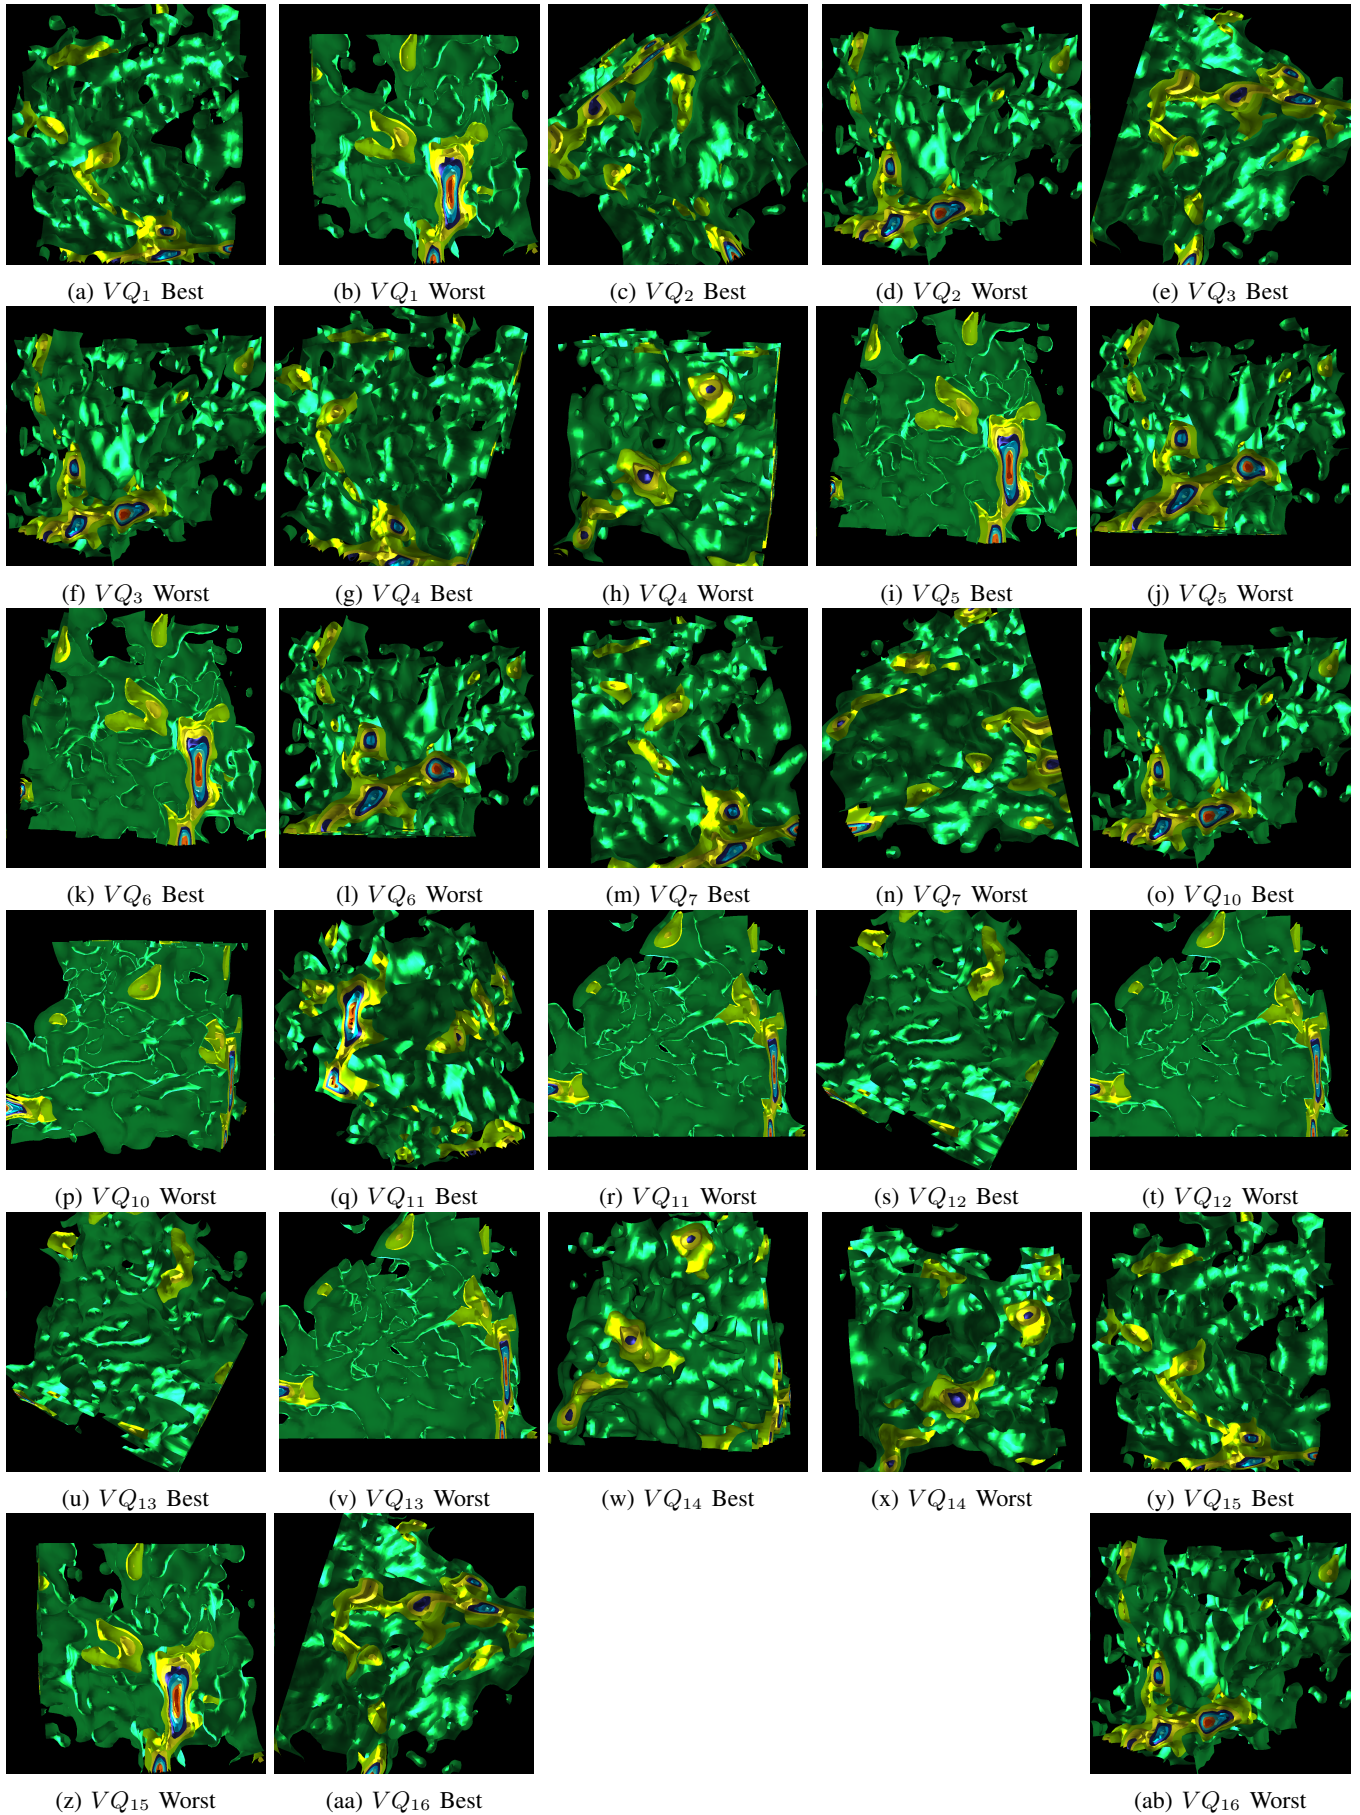 (a) VQ₁ Best (b) VQ₁ Worst (c) VQ₂ Best (d) VQ₂ Worst (e) VQ₃ Best
(f) VQ₃ Worst (g) VQ₄ Best (h) VQ₄ Worst (i) VQ₅ Best (j) VQ₅ Worst
(k) VQ₆ Best (l) VQ₆ Worst (m) VQ₇ Best (n) VQ₇ Worst (o) VQ₁₀ Best
(p) VQ₁₀ Worst (q) VQ₁₁ Best (r) VQ₁₁ Worst (s) VQ₁₂ Best (t) VQ₁₂ Worst
(u) VQ₁₃ Best (v) VQ₁₃ Worst (w) VQ₁₄ Best (x) VQ₁₄ Worst (y) VQ₁₅ Best
(z) VQ₁₅ Worst (aa) VQ₁₆ Best (ab) VQ₁₆ Worst